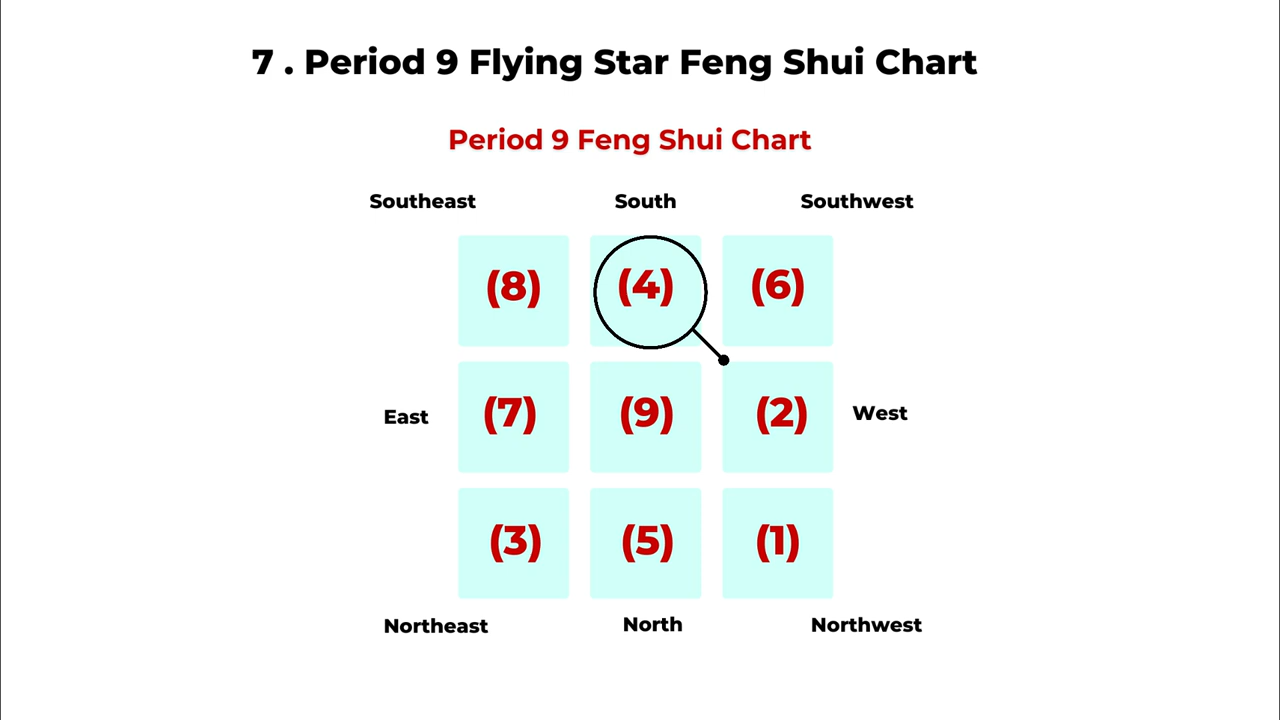 7 . Period 9 Flying Star Feng Shui Chart
Period 9 Feng Shui Chart
Southeast South Southwest
(8) (4) (6)
East (7) (9) (2) West
(3) (5) (1)
Northeast North Northwest